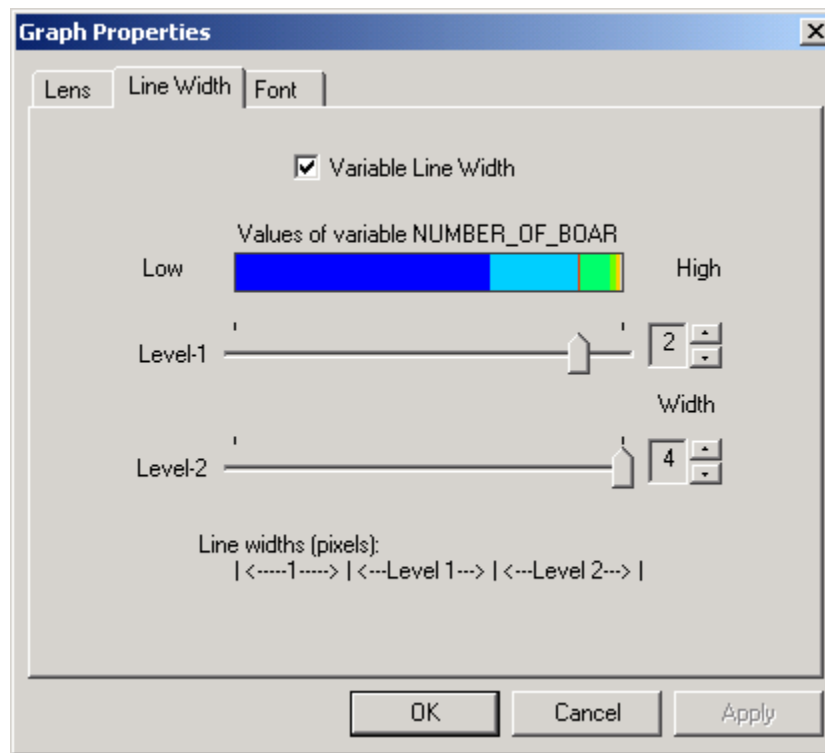 Graph Properties
Lens
Line Width
Font
Variable Line Width
Values of variable NUMBER_OF_BOAR
Low
High
Level-1
2
Width
Level-2
4
Line widths (pixels):
|<-----1----->|<---Level 1--->|<---Level 2--->|
OK
Cancel
Apply